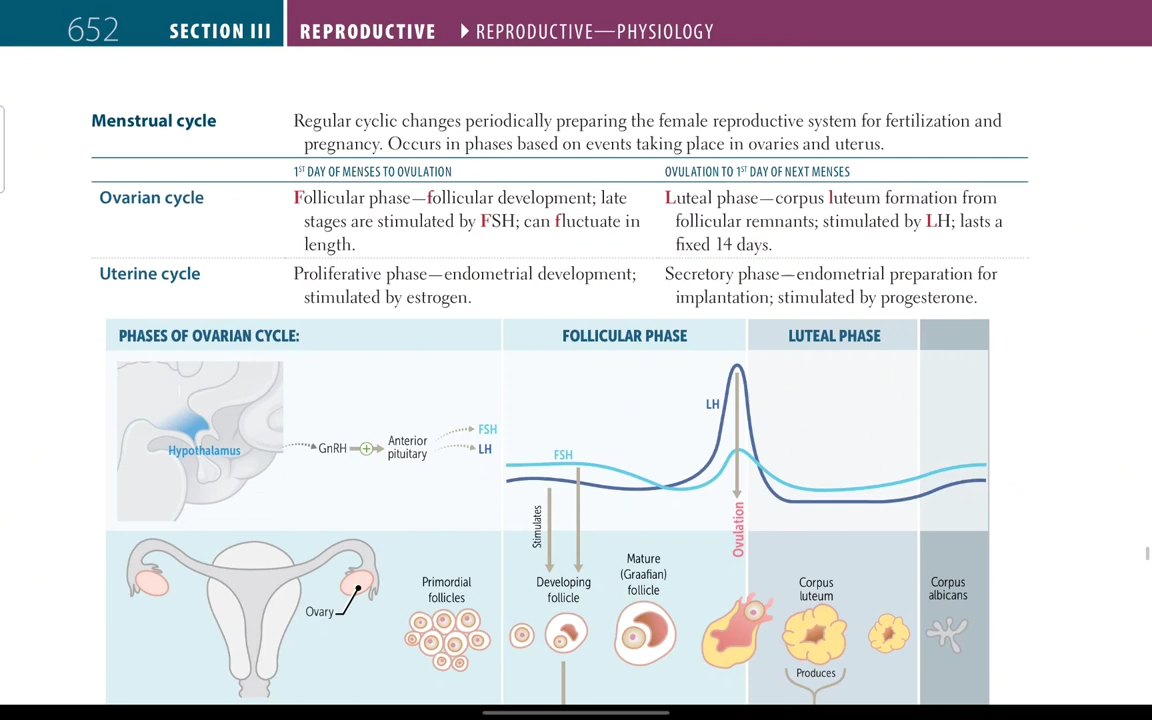 652 SECTION III REPRODUCTIVE ▶ REPRODUCTIVE—PHYSIOLOGY
Menstrual cycle
Regular cyclic changes periodically preparing the female reproductive system for fertilization and
pregnancy. Occurs in phases based on events taking place in ovaries and uterus.
1ST DAY OF MENSES TO OVULATION
OVULATION TO 1ST DAY OF NEXT MENSES
Ovarian cycle
Follicular phase—follicular development; late
stages are stimulated by FSH; can fluctuate in
length.
Luteal phase—corpus luteum formation from
follicular remnants; stimulated by LH; lasts a
fixed 14 days.
Uterine cycle
Proliferative phase—endometrial development;
stimulated by estrogen.
Secretory phase—endometrial preparation for
implantation; stimulated by progesterone.
PHASES OF OVARIAN CYCLE:
FOLLICULAR PHASE
LUTEAL PHASE
Hypothalamus
GnRH
+
Anterior
pituitary
FSH
LH
FSH
LH
Stimulates
Ovulation
Ovary
Primordial
follicles
Developing
follicle
Mature
(Graafian)
follicle
Corpus
luteum
Corpus
albicans
Produces